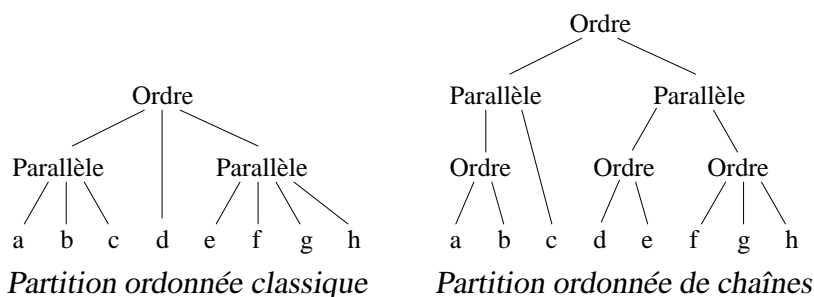 Ordre
Ordre
Parallèle Parallèle
Parallèle Parallèle
Ordre Ordre Ordre
a b c d e f g h
a b c d e f g h
Partition ordonnée classique
Partition ordonnée de chaînes